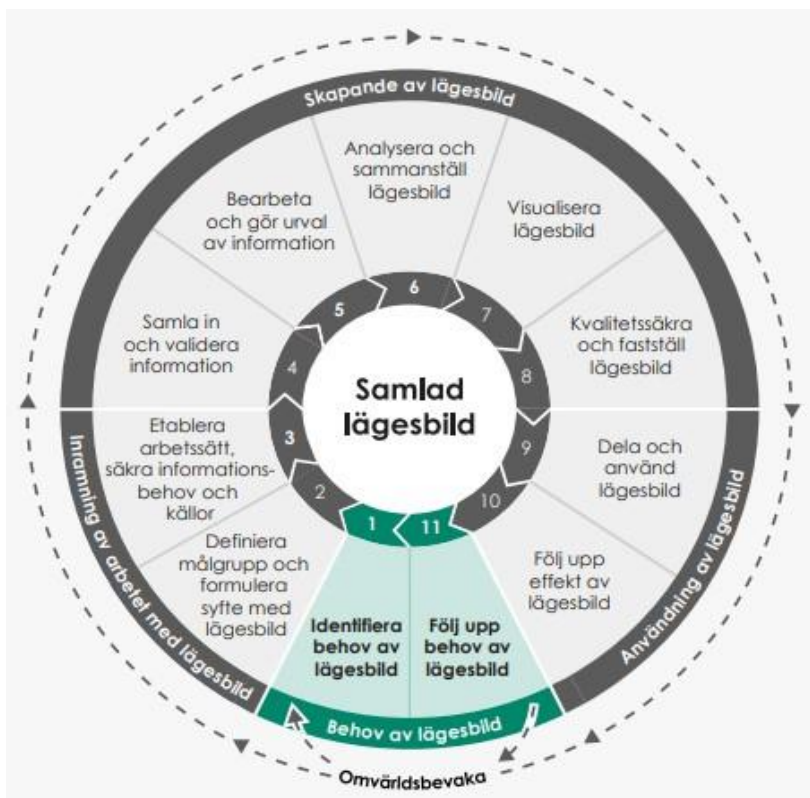 Skapande av lägesbild
Analysera och
sammanställ
lägesbild
Bearbeta
och gör urval
av information
Visualisera
lägesbild
Samla in
och validera
information
Kvalitetssäkra
och fastställ
lägesbild
5
6
7
4
8
Samlad
lägesbild
Etablera
arbetssätt,
säkra informations-
behov och
källor
3
9
Dela och
använd
lägesbild
2
10
1
11
Definiera
målgrupp och
formulera
syfte med
lägesbild
Följ upp
effekt av
lägesbild
Identifiera
behov av
lägesbild
Följ upp
behov av
lägesbild
Inramning av arbetet med lägesbild
Användning av lägesbild
Behov av lägesbild
Omvärldsbevaka